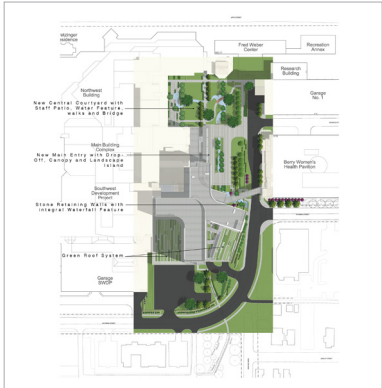 etzinger
esidence
Fred Weber
Center
Recreation
Annex
Research
Building
Northwest
Building
Garage
No. 1
New Central Courtyard with
Staff Patio, Water Feature,
walks and Bridge
Main Building
Complex
New Main Entry with Drop-
Off, Canopy and Landscape
Island
Berry Women's
Health Pavilion
Southwest
Development
Project
Stone Retaining Walls with
integral Waterfall Feature
Green Roof System
Garage
SWDP